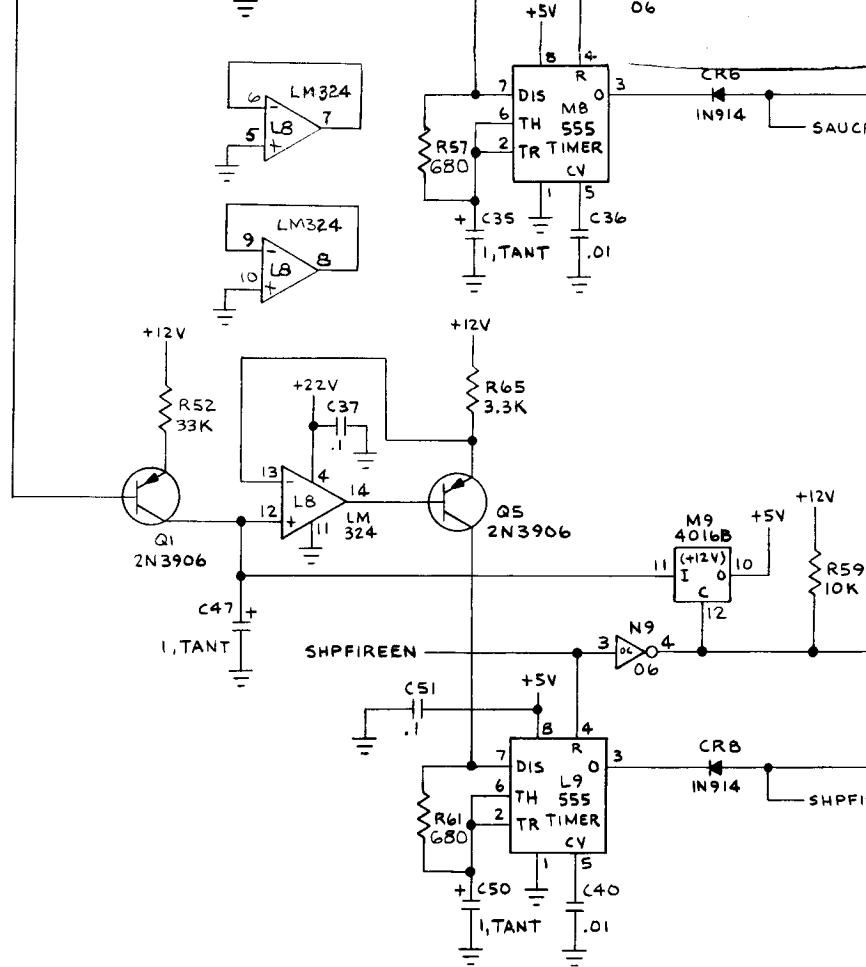 +5V
06
8
4
R
CR6
6
LM324
-
7
L8
5
+
7
DIS
O
3
M8
6
TH
555
IN914
SAUCF
R57
2
TR
TIMER
680
CV
1
5
+
C35
C36
1,TANT
.01
LM324
9
-
8
L8
10
+
+12V
+12V
+22V
R65
3.3K
R52
33K
C37
.1
13
-
4
14
L8
12
+
LM
324
11
Q5
2N3906
+12V
M9
4016B
+5V
Q1
2N3906
11
(+12V)
10
I
O
C
12
R59
10K
C47
+
1,TANT
SHPFIREEN
3
N9
4
06
06
C51
.1
+5V
8
4
R
CR8
7
DIS
O
3
L9
6
TH
555
IN914
SHPFI
R61
2
TR
TIMER
680
CV
1
5
+
C50
C40
1,TANT
.01